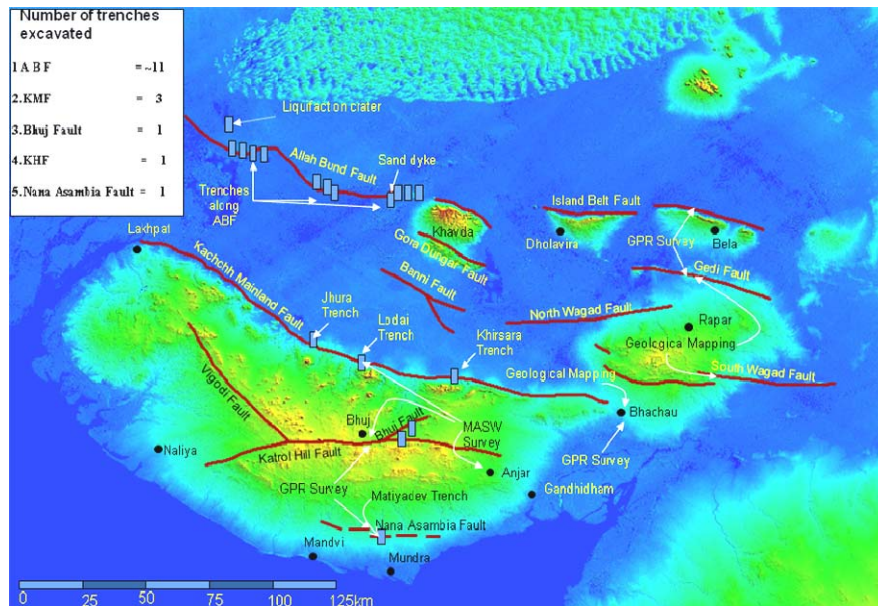 Number of trenches
excavated
1 A B F = ~11
2. KMF = 3
3. Bhuj Fault = 1
4. KHF = 1
5. Nana Asambia Fault = 1
Liquifaction clater
Allah Bund Fault
Sand dyke
Trenches
along
ABF
Khavda
Island Belt Fault
Dholavira
GPR Survey
Bela
Lakhpal
Kachchh Mainland Fault
Gora Dungar Fault
Banni Fault
Gedi Fault
Jhura
Trench
Lodai
Trench
Khirsara
Trench
North Wagad Fault
Rapar
Geologica Mapping
South Wagad Fault
Geological Mapping
Vigodi Fault
Bhuj
Bhuj Fault
MASW
Survey
Bhachau
Naliya
Katrol Hill Fault
GPR Survey
Anjar
GPR Survey
Matiyadev Trench
Gandhidham
Nana Asambia Fault
Mandvi
Mundra
0 25 50 75 100 125km